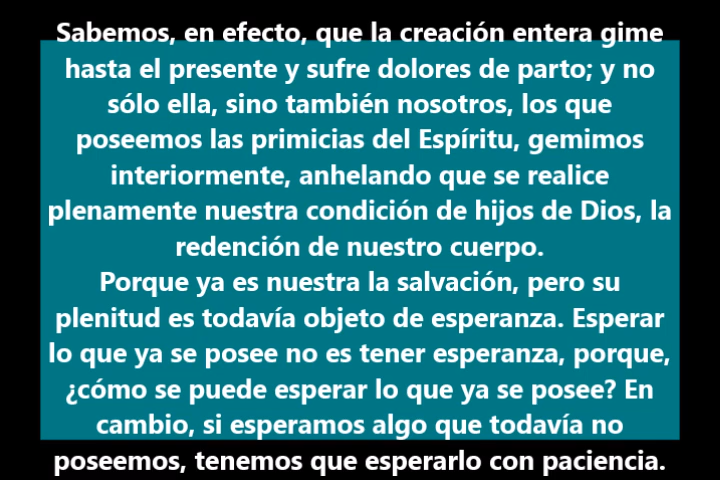 Sabemos, en efecto, que la creación entera gime
hasta el presente y sufre dolores de parto; y no
sólo ella, sino también nosotros, los que
poseemos las primicias del Espíritu, gemimos
interiormente, anhelando que se realice
plenamente nuestra condición de hijos de Dios, la
redención de nuestro cuerpo.
Porque ya es nuestra la salvación, pero su
plenitud es todavía objeto de esperanza. Esperar
lo que ya se posee no es tener esperanza, porque,
¿cómo se puede esperar lo que ya se posee? En
cambio, si esperamos algo que todavía no
poseemos, tenemos que esperarlo con paciencia.